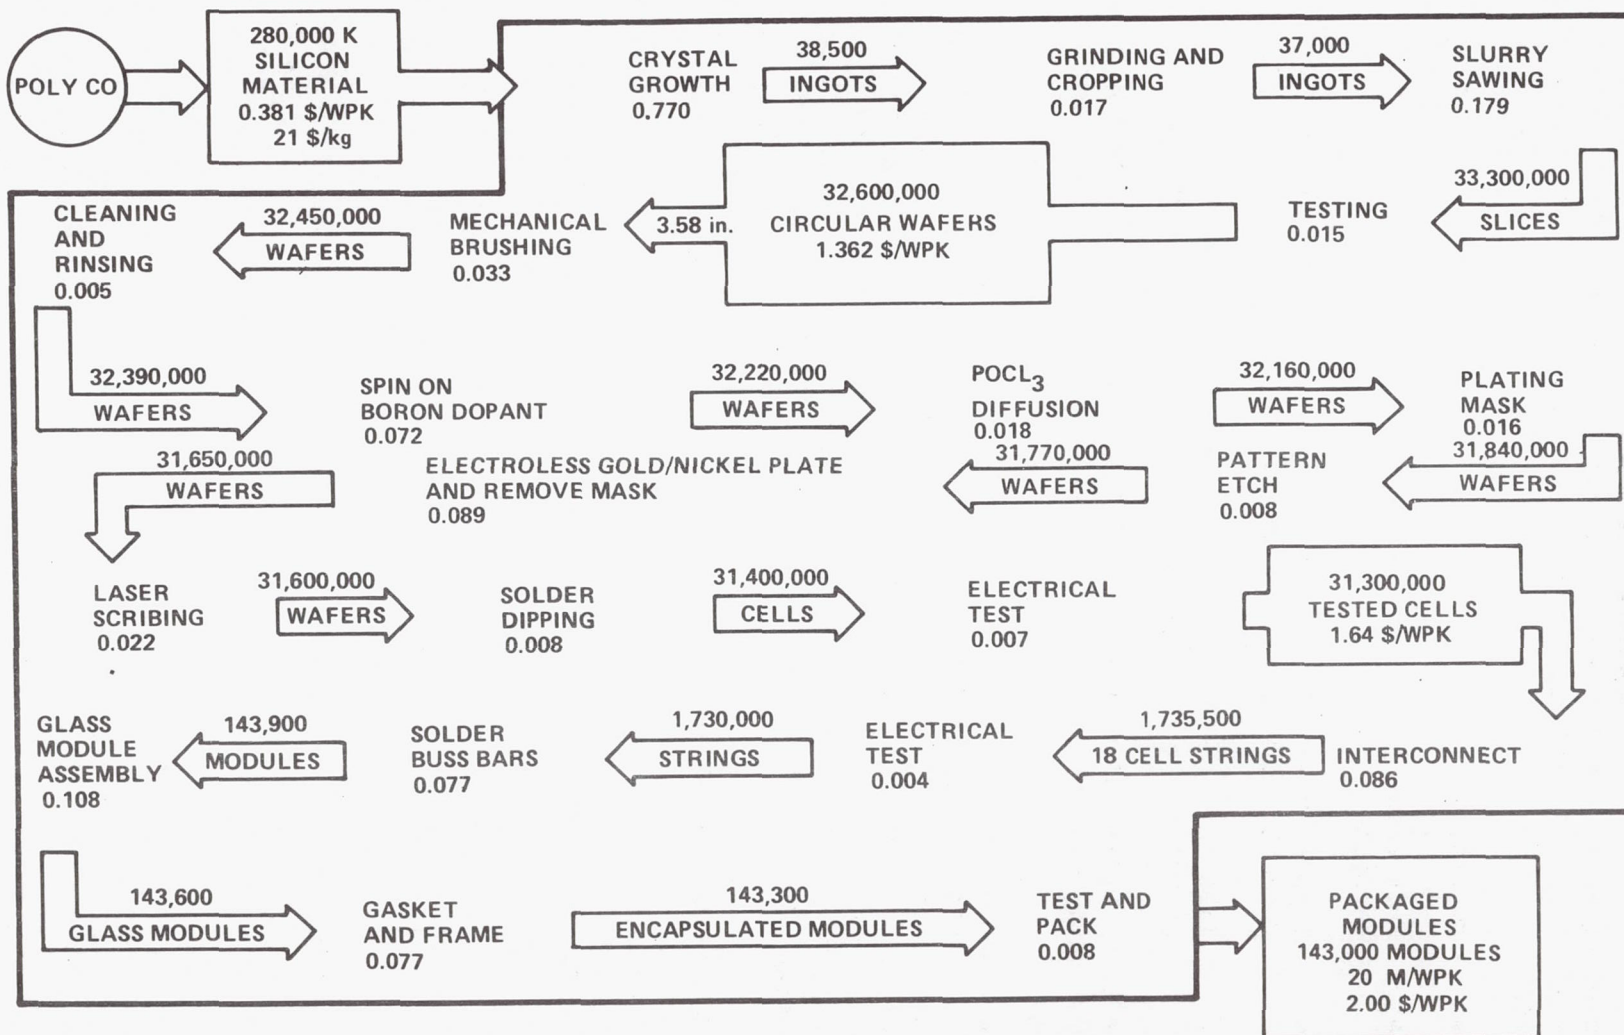 POLY CO
280,000 K
SILICON
MATERIAL
0.381 $/WPK
21 $/kg
CRYSTAL
GROWTH
0.770
38,500
INGOTS
GRINDING AND
CROPPING
0.017
37,000
INGOTS
SLURRY
SAWING
0.179
33,300,000
SLICES
TESTING
0.015
32,600,000
CIRCULAR WAFERS
1.362 $/WPK
3.58 in.
MECHANICAL
BRUSHING
0.033
32,450,000
WAFERS
CLEANING
AND
RINSING
0.005
32,390,000
WAFERS
SPIN ON
BORON DOPANT
0.072
32,220,000
WAFERS
POCL3
DIFFUSION
0.018
32,160,000
WAFERS
PLATING
MASK
0.016
31,840,000
WAFERS
PATTERN
ETCH
0.008
31,770,000
WAFERS
ELECTROLESS GOLD/NICKEL PLATE
AND REMOVE MASK
0.089
31,650,000
WAFERS
LASER
SCRIBING
0.022
31,600,000
WAFERS
SOLDER
DIPPING
0.008
31,400,000
CELLS
ELECTRICAL
TEST
0.007
31,300,000
TESTED CELLS
1.64 $/WPK
INTERCONNECT
0.086
1,735,500
18 CELL STRINGS
ELECTRICAL
TEST
0.004
1,730,000
STRINGS
SOLDER
BUSS BARS
0.077
143,900
MODULES
GLASS
MODULE
ASSEMBLY
0.108
143,600
GLASS MODULES
GASKET
AND FRAME
0.077
143,300
ENCAPSULATED MODULES
TEST AND
PACK
0.008
PACKAGED
MODULES
143,000 MODULES
20 M/WPK
2.00 $/WPK